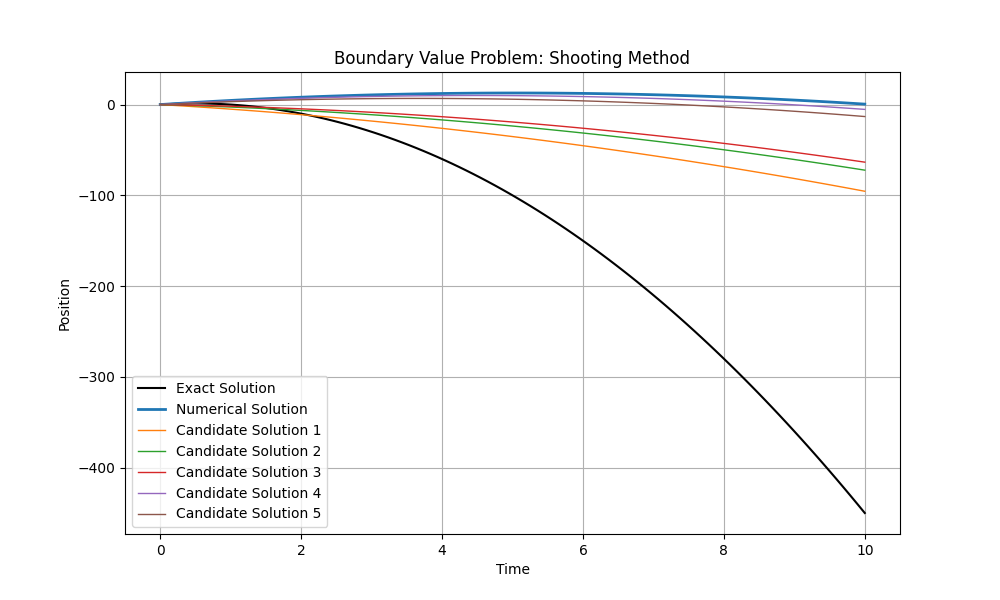 Boundary Value Problem: Shooting Method
Position
0
−100
−200
−300
−400
Exact Solution
Numerical Solution
Candidate Solution 1
Candidate Solution 2
Candidate Solution 3
Candidate Solution 4
Candidate Solution 5
0 2 4 6 8 10
Time